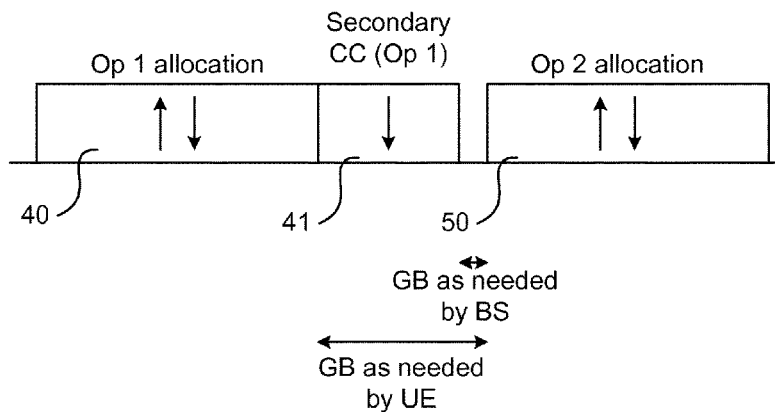 Secondary
CC (Op 1)
Op 1 allocation
Op 2 allocation
40
41
50
GB as needed
by BS
GB as needed
by UE